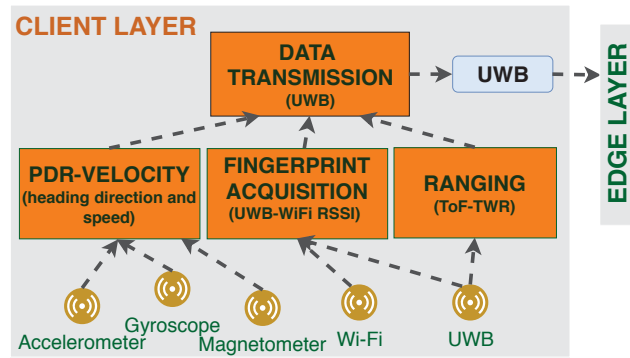 CLIENT LAYER
DATA
TRANSMISSION
(UWB)
UWB
EDGE LAYER
PDR-VELOCITY
(heading direction and
speed)
FINGERPRINT
ACQUISITION
(UWB-WiFi RSSI)
RANGING
(ToF-TWR)
Accelerometer
Gyroscope
Magnetometer
Wi-Fi
UWB